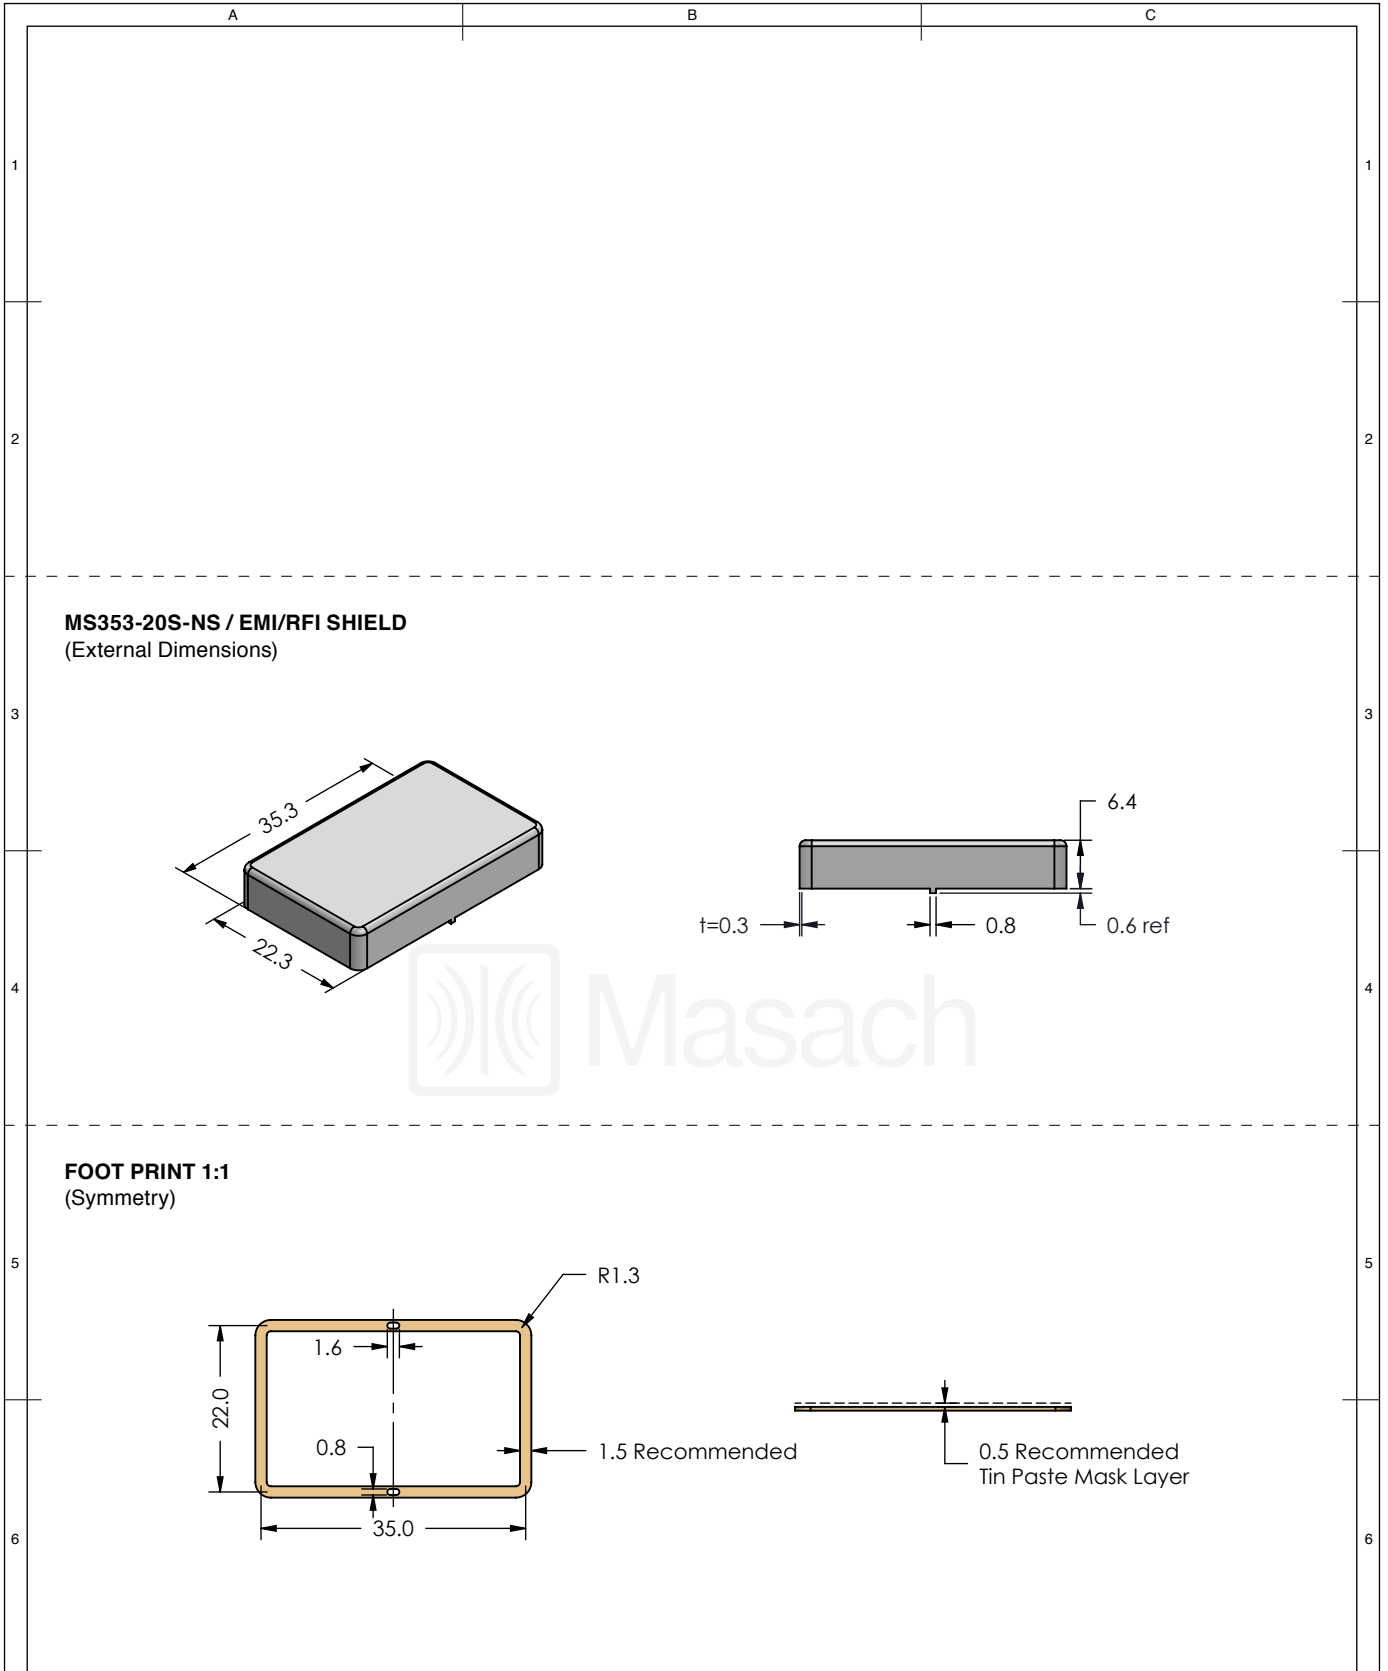 A B C
1 1
2 2
MS353-20S-NS / EMI/RFI SHIELD
(External Dimensions)
3 3
35.3
22.3
6.4
t=0.3
0.8
0.6 ref
4 4
Masach
FOOT PRINT 1:1
(Symmetry)
5 5
R1.3
1.6
22.0
0.8
1.5 Recommended
35.0
0.5 Recommended
Tin Paste Mask Layer
6 6